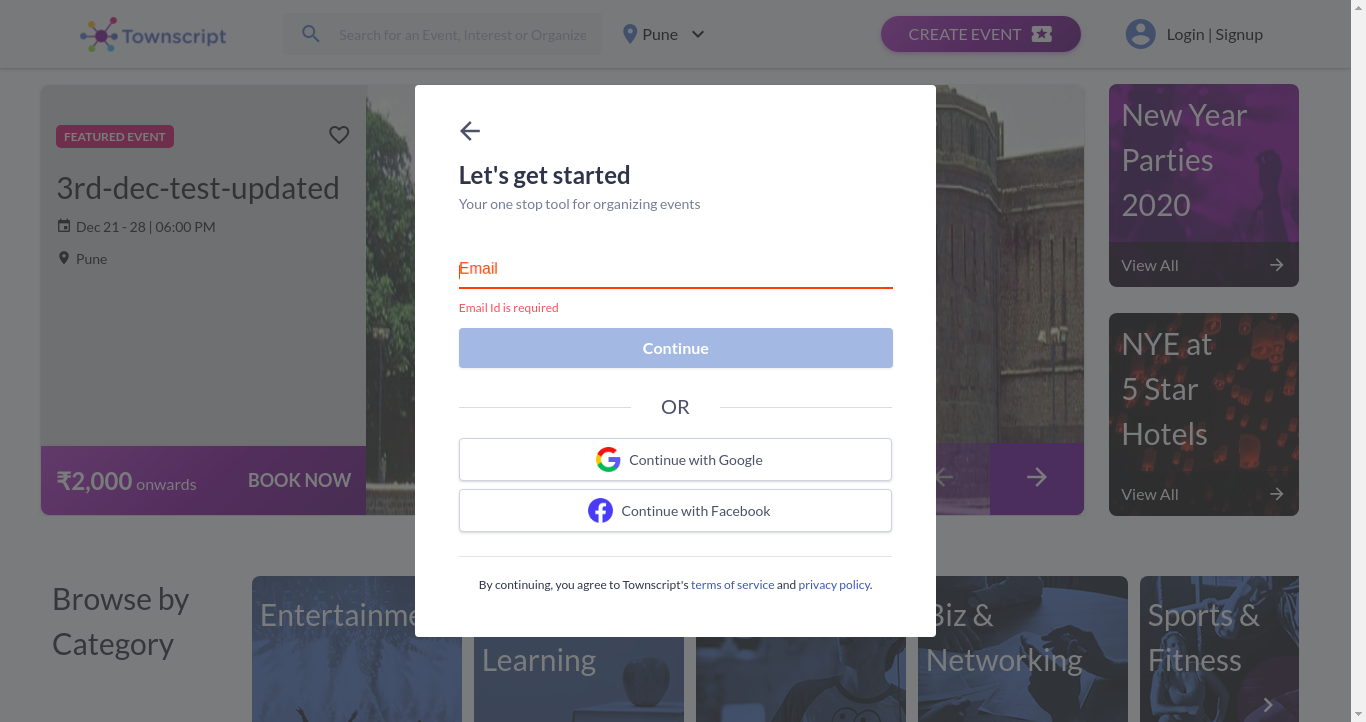 Townscript
Search for an Event, Interest or Organize
Pune
CREATE EVENT
Login | Signup
FEATURED EVENT
3rd-dec-test-updated
Dec 21 - 28 | 06:00 PM
Pune
₹2,000 onwards
BOOK NOW
Let's get started
Your one stop tool for organizing events
Email
Email Id is required
Continue
OR
Continue with Google
Continue with Facebook
By continuing, you agree to Townscript's terms of service and privacy policy.
New Year
Parties
2020
View All
NYE at
5 Star
Hotels
View All
Browse by
Category
Entertainme
Learning
Biz &
Networking
Sports &
Fitness